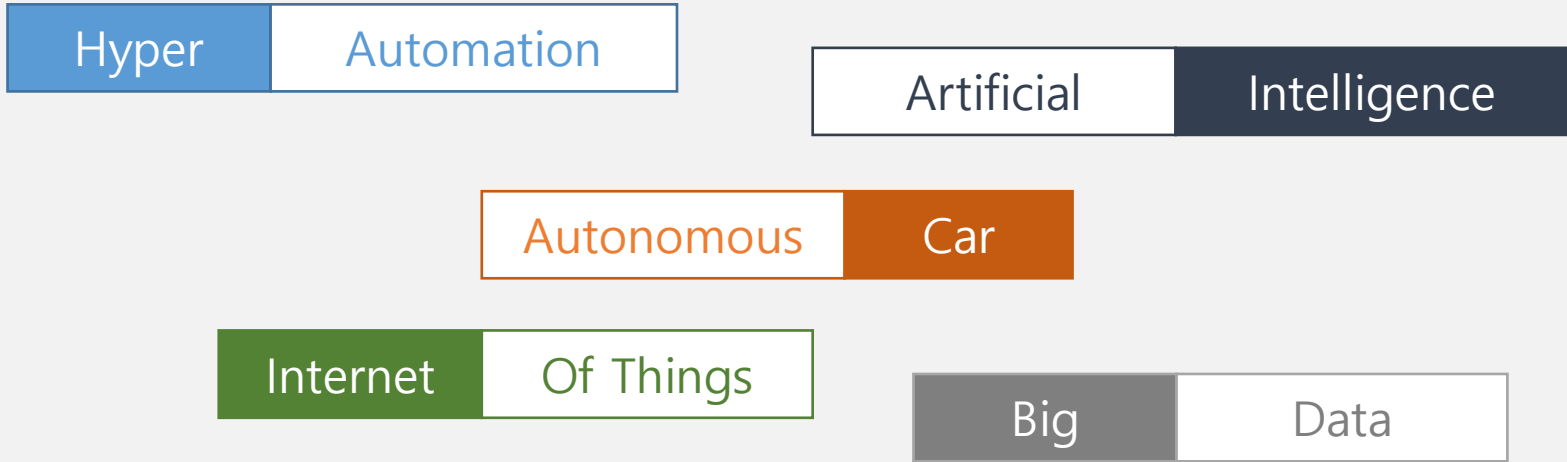 Hyper Automation
Artificial Intelligence
Autonomous Car
Internet Of Things
Big Data